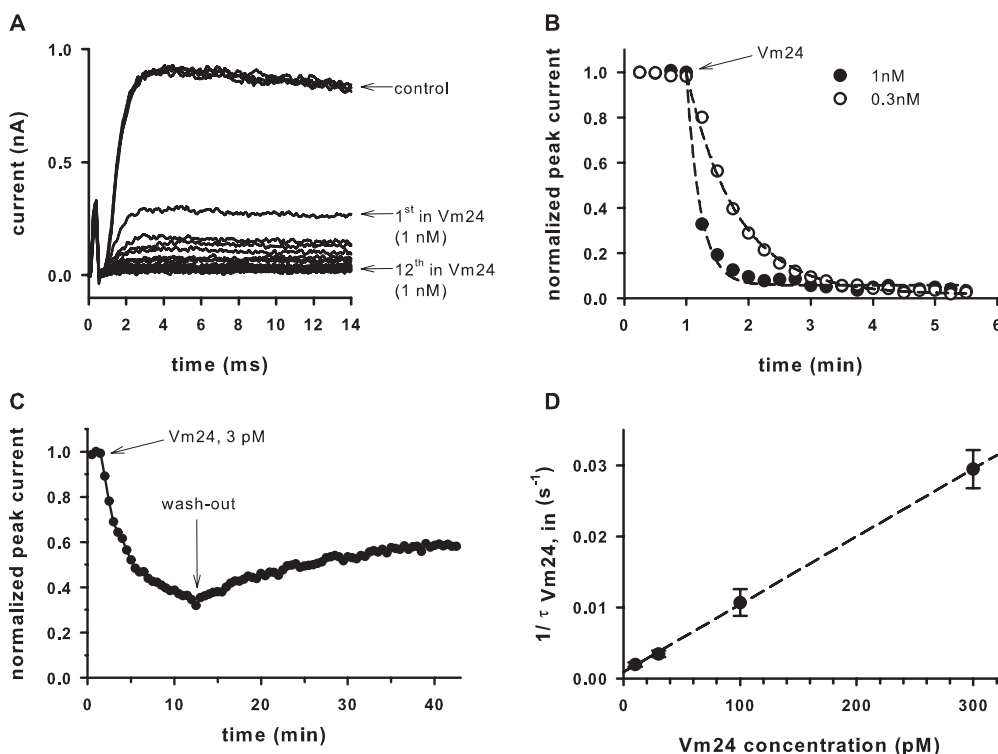 A
current (nA)
1.0
0.5
0.0
control
1st in Vm24
(1 nM)
12th in Vm24
(1 nM)
0 2 4 6 8 10 12 14
time (ms)
B
normalized peak current
1.0
0.8
0.6
0.4
0.2
0.0
Vm24
1nM
0.3nM
0 1 2 3 4 5 6
time (min)
C
normalized peak current
1.0
0.8
0.6
0.4
0.2
0.0
Vm24, 3 pM
wash-out
0 10 20 30 40
time (min)
D
1/ τ Vm24, in (s-1)
0.03
0.01
0.00
0 100 200 300
Vm24 concentration (pM)